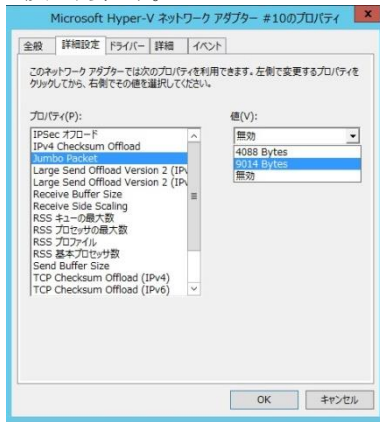 Microsoft Hyper-V ネットワーク アダプター #10のプロパティ
x
全般 詳細設定 ドライバー 詳細 イベント
このネットワーク アダプターでは次のプロパティを利用できます。左側で変更するプロパティを
クリックしてから、右側でその値を選択してください。
プロパティ(P):
値(V):
IPSec オフロード
IPv4 Checksum Offload
Jumbo Packet
Large Send Offload Version 2 (IPv
Large Send Offload Version 2 (IPv
Receive Buffer Size
Receive Side Scaling
RSS キューの最大数
RSS プロセッサの最大数
RSS プロファイル
RSS 基本プロセッサ数
Send Buffer Size
TCP Checksum Offload (IPv4)
TCP Checksum Offload (IPv6)
無効
4088 Bytes
9014 Bytes
無効
OK
キャンセル